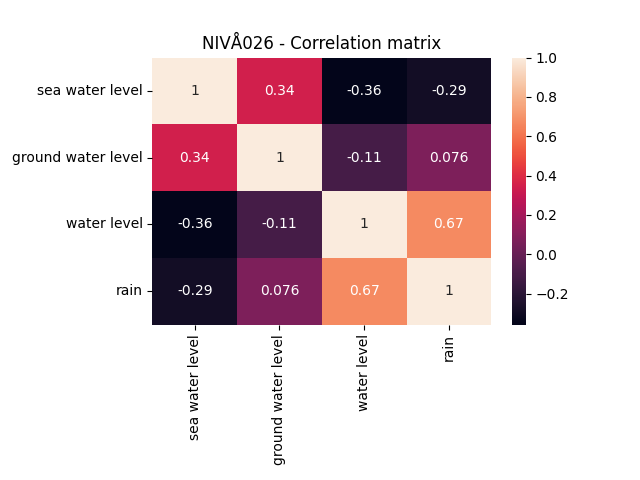 NIVÅ026 - Correlation matrix
sea water level 1 0.34 -0.36 -0.29
ground water level 0.34 1 -0.11 0.076
water level -0.36 -0.11 1 0.67
rain -0.29 0.076 0.67 1
sea water level
ground water level
water level
rain
1.0
0.8
0.6
0.4
0.2
0.0
−0.2